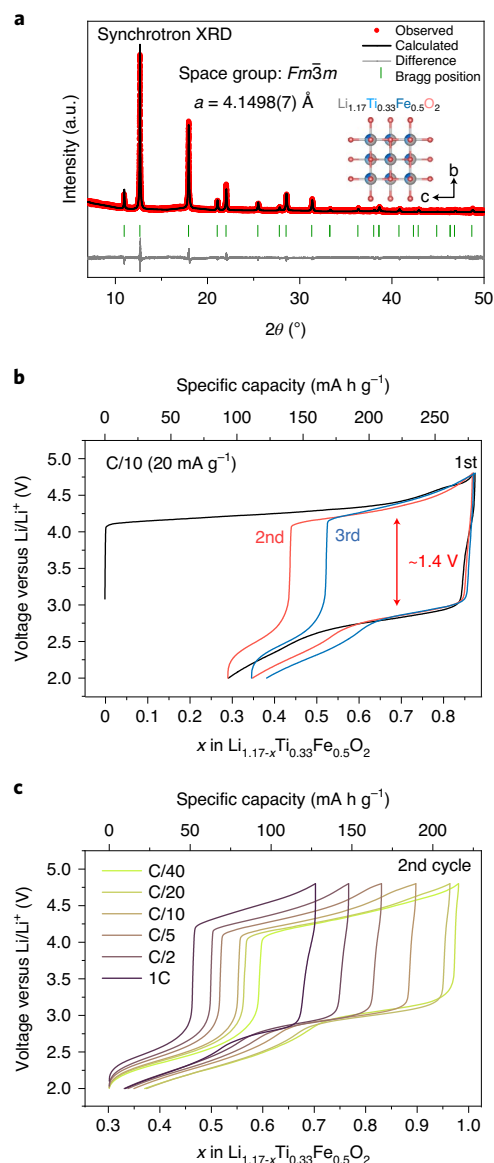 a
Synchrotron XRD
Observed
Calculated
Difference
Bragg position
Space group: Fm3̅m
a = 4.1498(7) Å
Li1.17Ti0.33Fe0.5O2
b
c
Intensity (a.u.)
10 20 30 40 50
2θ (°)
b
Specific capacity (mA h g⁻¹)
0 50 100 150 200 250
C/10 (20 mA g⁻¹)
1st
2nd
3rd
~1.4 V
Voltage versus Li/Li⁺ (V)
5.0
4.5
4.0
3.5
3.0
2.5
2.0
0 0.1 0.2 0.3 0.4 0.5 0.6 0.7 0.8
x in Li1.17-xTi0.33Fe0.5O2
c
Specific capacity (mA h g⁻¹)
0 50 100 150 200
2nd cycle
C/40
C/20
C/10
C/5
C/2
1C
Voltage versus Li/Li⁺ (V)
5.0
4.5
4.0
3.5
3.0
2.5
2.0
0.3 0.4 0.5 0.6 0.7 0.8 0.9 1.0
x in Li1.17-xTi0.33Fe0.5O2